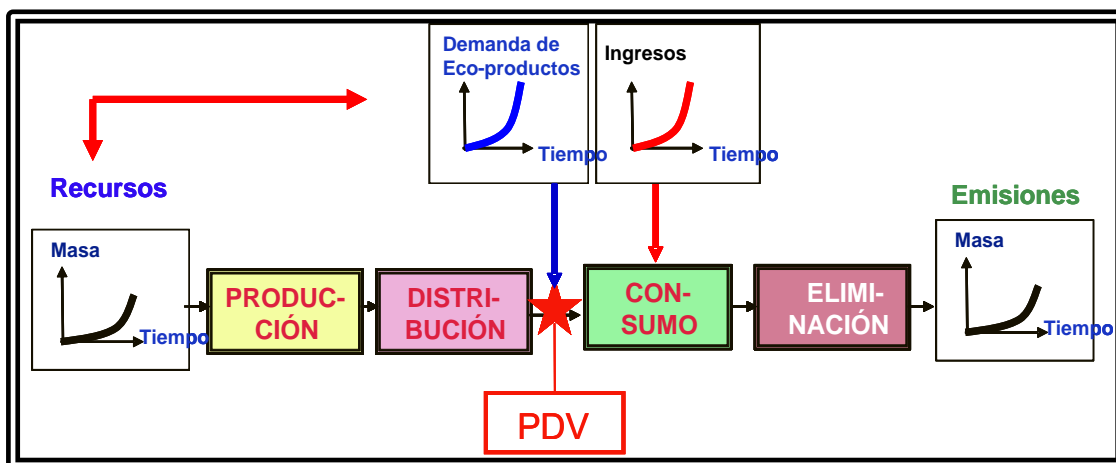 Demanda de
Eco-productos
Tiempo
Ingresos
Tiempo
Recursos
Emisiones
Masa
Tiempo
PRODUC-
CIÓN
DISTRI-
BUCIÓN
CON-
SUMO
ELIMI-
NACIÓN
Masa
Tiempo
PDV